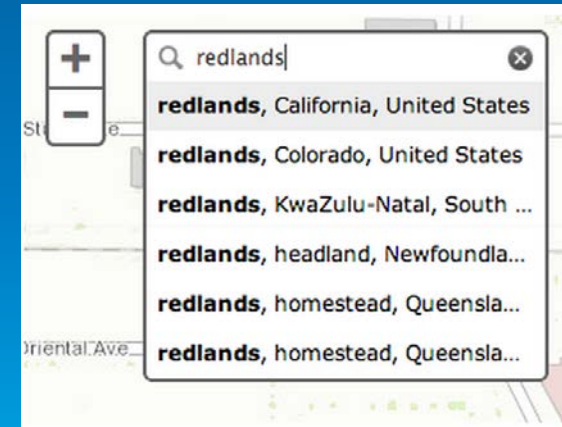 +
redlands
−
redlands, California, United States
redlands, Colorado, United States
redlands, KwaZulu-Natal, South ...
redlands, headland, Newfoundla...
redlands, homestead, Queensla...
redlands, homestead, Queensla...
Oriental Ave